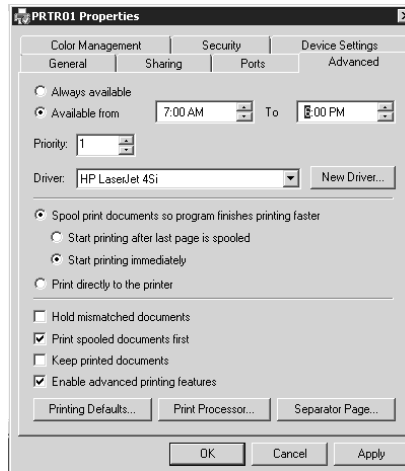 PRTR01 Properties
Color Management Security Device Settings
General Sharing Ports Advanced
Always available
Available from 7:00 AM To 6:00 PM
Priority: 1
Driver: HP LaserJet 4Si New Driver...
Spool print documents so program finishes printing faster
Start printing after last page is spooled
Start printing immediately
Print directly to the printer
Hold mismatched documents
Print spooled documents first
Keep printed documents
Enable advanced printing features
Printing Defaults... Print Processor... Separator Page...
OK Cancel Apply